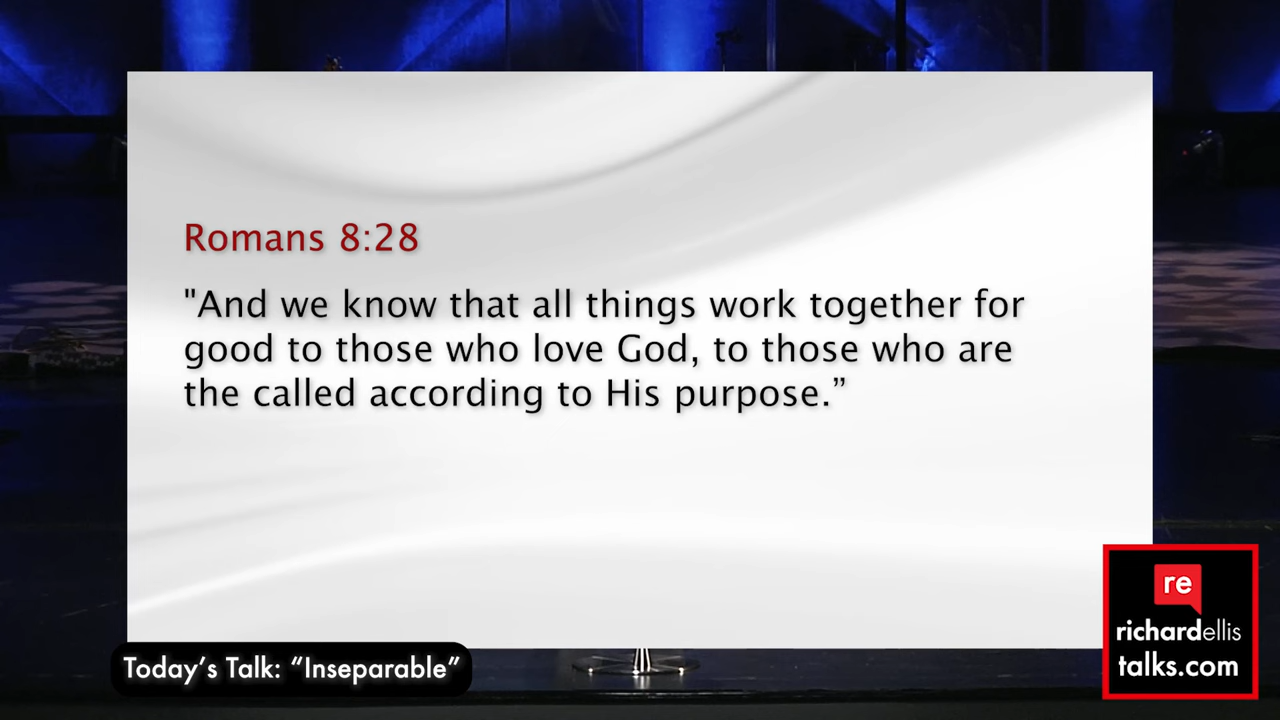 Romans 8:28
"And we know that all things work together for
good to those who love God, to those who are
the called according to His purpose.”
Today’s Talk: “Inseparable”
re
richardellis
talks.com